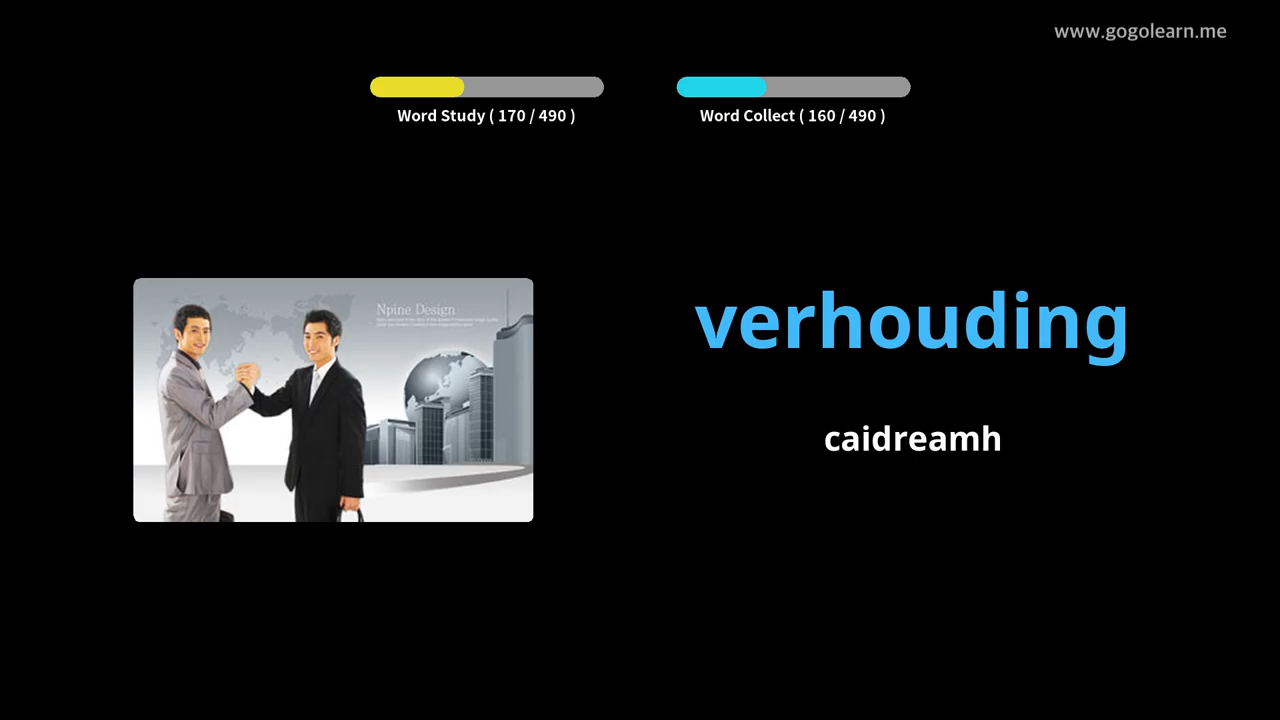 www.gogolearn.me
Word Study ( 170 / 490 )
Word Collect ( 160 / 490 )
Npine Design
verhouding
caidreamh